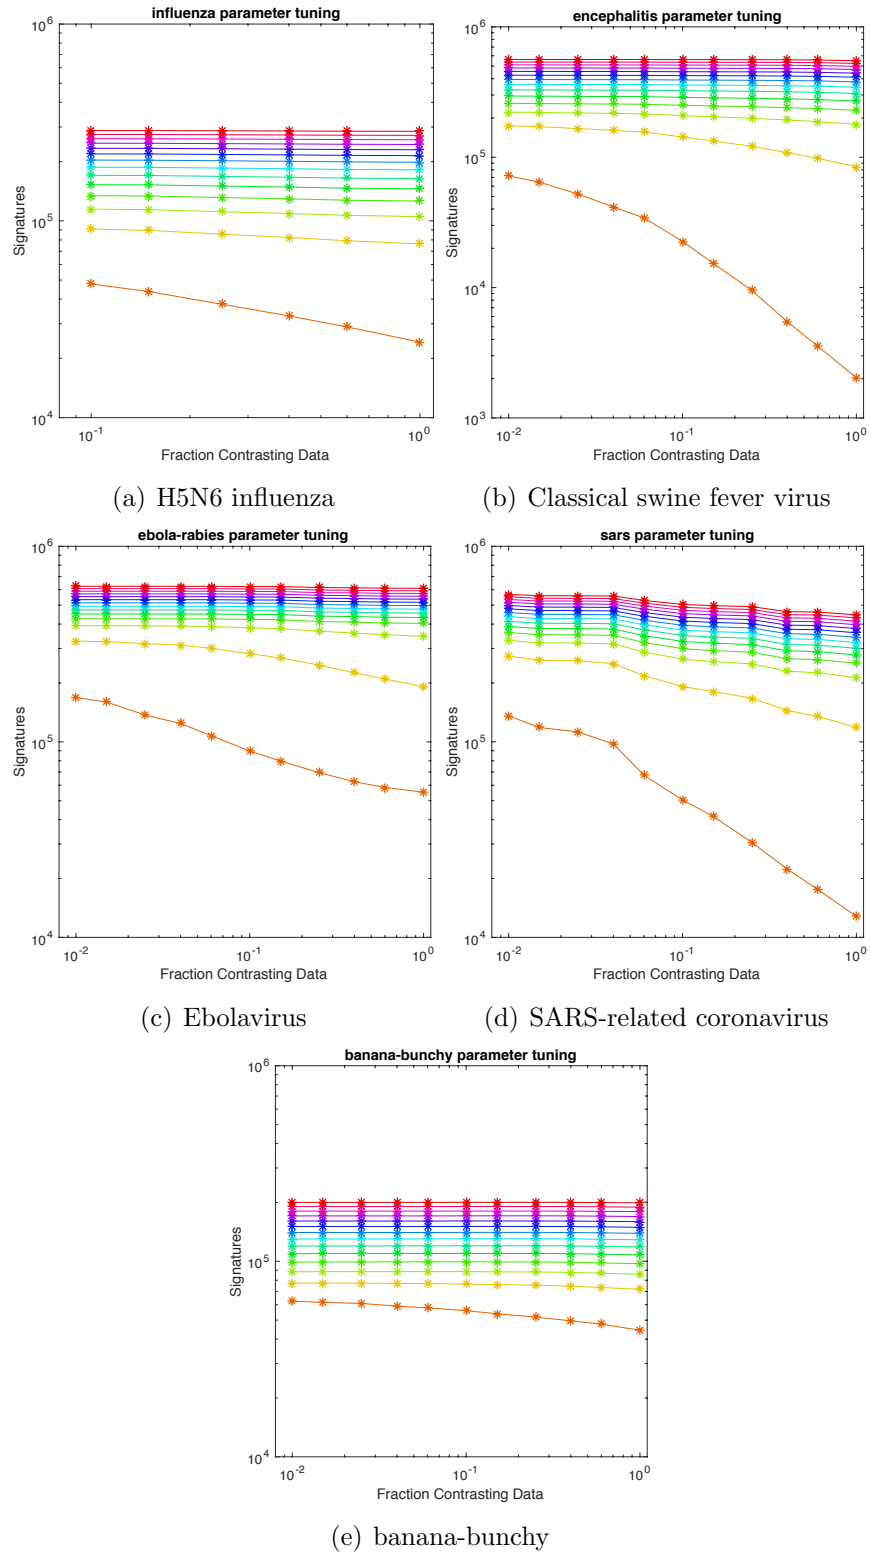 influenza parameter tuning
10^6
10^5
10^4
Signatures
10^-1
10^0
Fraction Contrasting Data
(a) H5N6 influenza
encephalitis parameter tuning
10^6
10^5
10^4
10^3
Signatures
10^-2
10^-1
10^0
Fraction Contrasting Data
(b) Classical swine fever virus
ebola-rabies parameter tuning
10^6
10^5
10^4
Signatures
10^-2
10^-1
10^0
Fraction Contrasting Data
(c) Ebolavirus
sars parameter tuning
10^6
10^5
10^4
Signatures
10^-2
10^-1
10^0
Fraction Contrasting Data
(d) SARS-related coronavirus
banana-bunchy parameter tuning
10^6
10^5
10^4
Signatures
10^-2
10^-1
10^0
Fraction Contrasting Data
(e) banana-bunchy